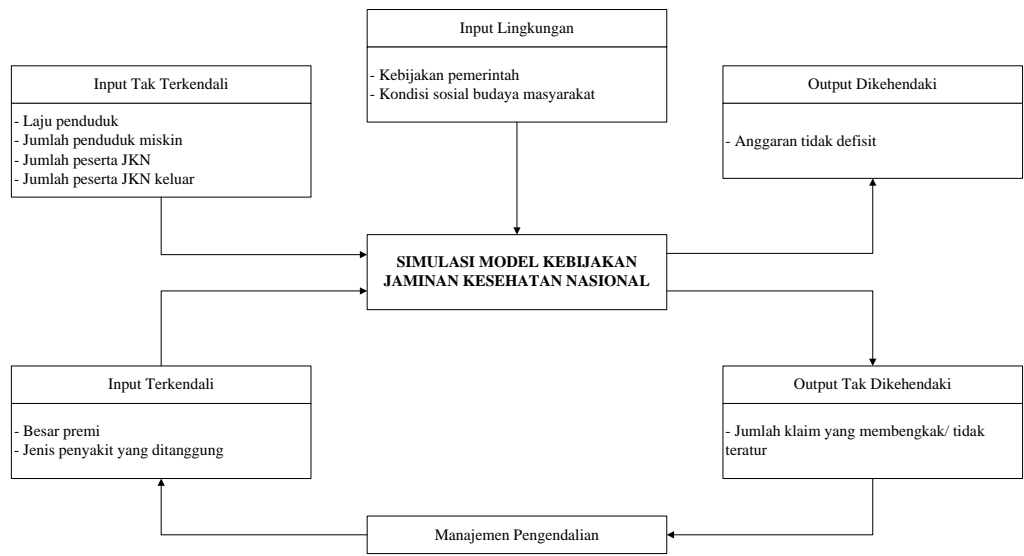 Input Lingkungan
- Kebijakan pemerintah
- Kondisi sosial budaya masyarakat
Input Tak Terkendali
- Laju penduduk
- Jumlah penduduk miskin
- Jumlah peserta JKN
- Jumlah peserta JKN keluar
Output Dikehendaki
- Anggaran tidak defisit
SIMULASI MODEL KEBIJAKAN
JAMINAN KESEHATAN NASIONAL
Input Terkendali
- Besar premi
- Jenis penyakit yang ditanggung
Output Tak Dikehendaki
- Jumlah klaim yang membengkak/ tidak
teratur
Manajemen Pengendalian